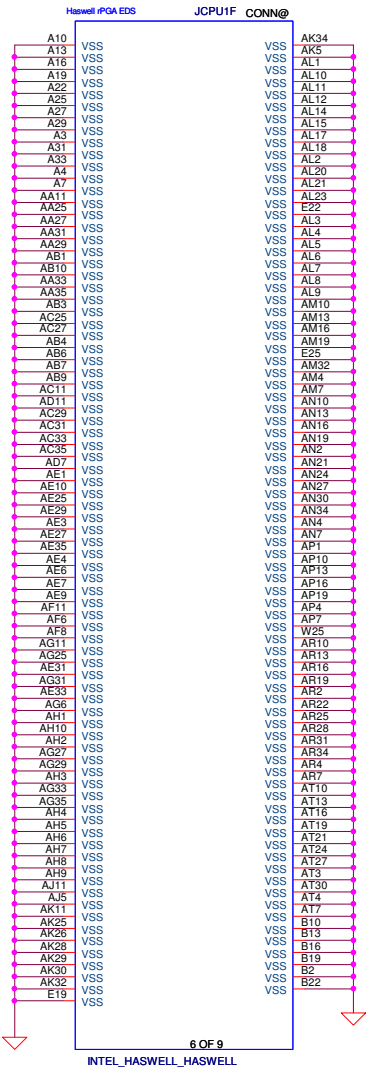 Haswell rPGA EDS JCPU1F CONN@
A10 VSS VSS AK34
A13 VSS VSS AK5
A16 VSS VSS AL1
A19 VSS VSS AL10
A22 VSS VSS AL11
A25 VSS VSS AL12
A27 VSS VSS AL14
A29 VSS VSS AL15
A3 VSS VSS AL17
A31 VSS VSS AL18
A33 VSS VSS AL2
A4 VSS VSS AL20
A7 VSS VSS AL21
AA11 VSS VSS AL23
AA25 VSS VSS E22
AA27 VSS VSS AL3
AA31 VSS VSS AL4
AA29 VSS VSS AL5
AB1 VSS VSS AL6
AB10 VSS VSS AL7
AA33 VSS VSS AL8
AA35 VSS VSS AL9
AB3 VSS VSS AM10
AC25 VSS VSS AM13
AC27 VSS VSS AM16
AB4 VSS VSS AM19
AB6 VSS VSS E25
AB7 VSS VSS AM32
AB9 VSS VSS AM4
AC11 VSS VSS AM7
AD11 VSS VSS AN10
AC29 VSS VSS AN13
AC31 VSS VSS AN16
AC33 VSS VSS AN19
AC35 VSS VSS AN2
AD7 VSS VSS AN21
AE1 VSS VSS AN24
AE10 VSS VSS AN27
AE25 VSS VSS AN30
AE29 VSS VSS AN34
AE3 VSS VSS AN4
AE27 VSS VSS AN7
AE35 VSS VSS AP1
AE4 VSS VSS AP10
AE6 VSS VSS AP13
AE7 VSS VSS AP16
AE9 VSS VSS AP19
AF11 VSS VSS AP4
AF6 VSS VSS AP7
AF8 VSS VSS W25
AG11 VSS VSS AR10
AG25 VSS VSS AR13
AE31 VSS VSS AR16
AG31 VSS VSS AR19
AE33 VSS VSS AR2
AG6 VSS VSS AR22
AH1 VSS VSS AR25
AH10 VSS VSS AR28
AH2 VSS VSS AR31
AG27 VSS VSS AR34
AG29 VSS VSS AR4
AH3 VSS VSS AR7
AG33 VSS VSS AT10
AG35 VSS VSS AT13
AH4 VSS VSS AT16
AH5 VSS VSS AT19
AH6 VSS VSS AT21
AH7 VSS VSS AT24
AH8 VSS VSS AT27
AH9 VSS VSS AT3
AJ11 VSS VSS AT30
AJ5 VSS VSS AT4
AK11 VSS VSS AT7
AK25 VSS VSS B10
AK26 VSS VSS B13
AK28 VSS VSS B16
AK29 VSS VSS B19
AK30 VSS VSS B2
AK32 VSS VSS B22
E19 VSS
6 OF 9
INTEL_HASWELL_HASWELL